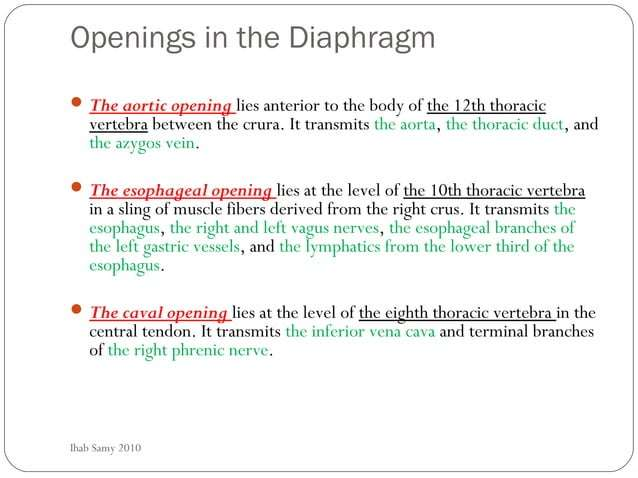 Openings in the Diaphragm
The aortic opening lies anterior to the body of the 12th thoracic
vertebra between the crura. It transmits the aorta, the thoracic duct, and
the azygos vein.
The esophageal opening lies at the level of the 10th thoracic vertebra
in a sling of muscle fibers derived from the right crus. It transmits the
esophagus, the right and left vagus nerves, the esophageal branches of
the left gastric vessels, and the lymphatics from the lower third of the
esophagus.
The caval opening lies at the level of the eighth thoracic vertebra in the
central tendon. It transmits the inferior vena cava and terminal branches
of the right phrenic nerve.
Ihab Samy 2010